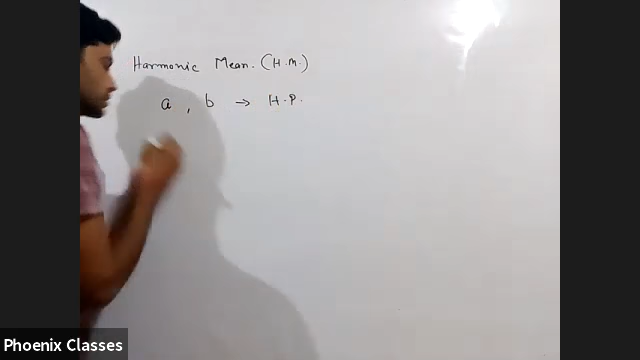 Harmonic Mean. (H.M.)
a, b → H.P.
Phoenix Classes